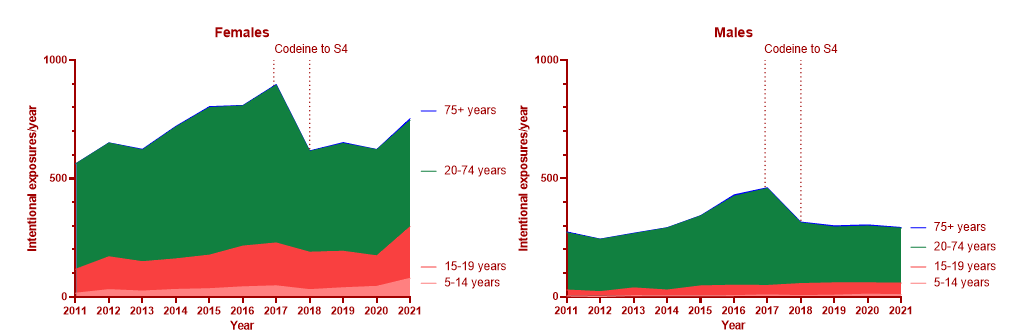 Females
Codeine to S4
1000
500
0
Intentional exposures/year
2011 2012 2013 2014 2015 2016 2017 2018 2019 2020 2021
Year
75+ years
20-74 years
15-19 years
5-14 years
Males
Codeine to S4
1000
500
0
Intentional exposures/year
2011 2012 2013 2014 2015 2016 2017 2018 2019 2020 2021
Year
75+ years
20-74 years
15-19 years
5-14 years